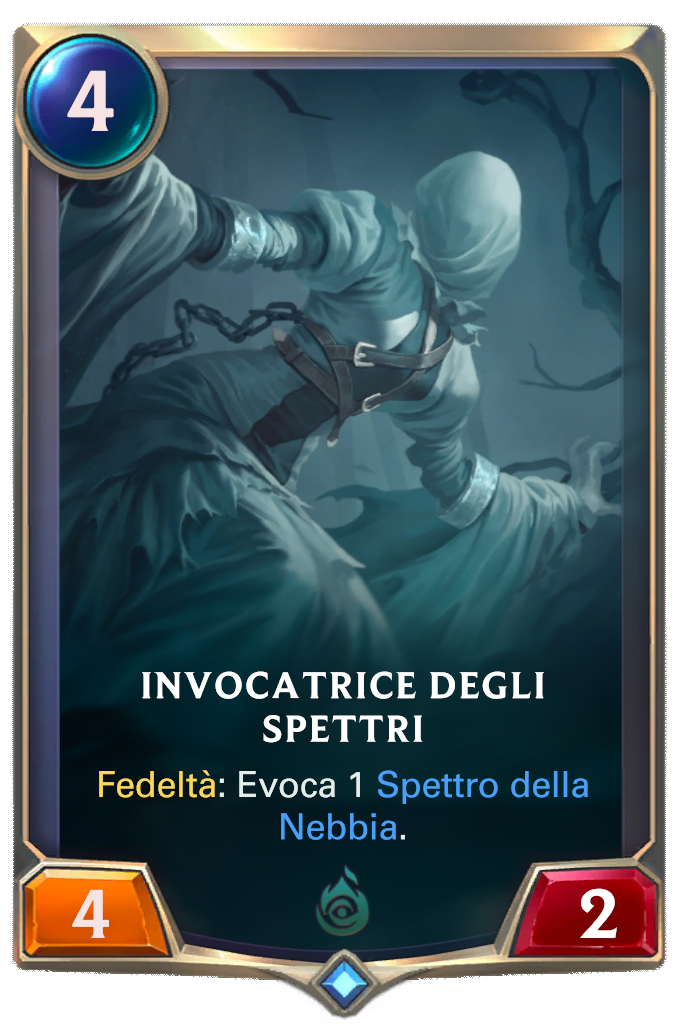 4
INVOCATRICE DEGLI
SPETTRI
Fedeltà: Evoca 1 Spettro della
Nebbia.
4
2